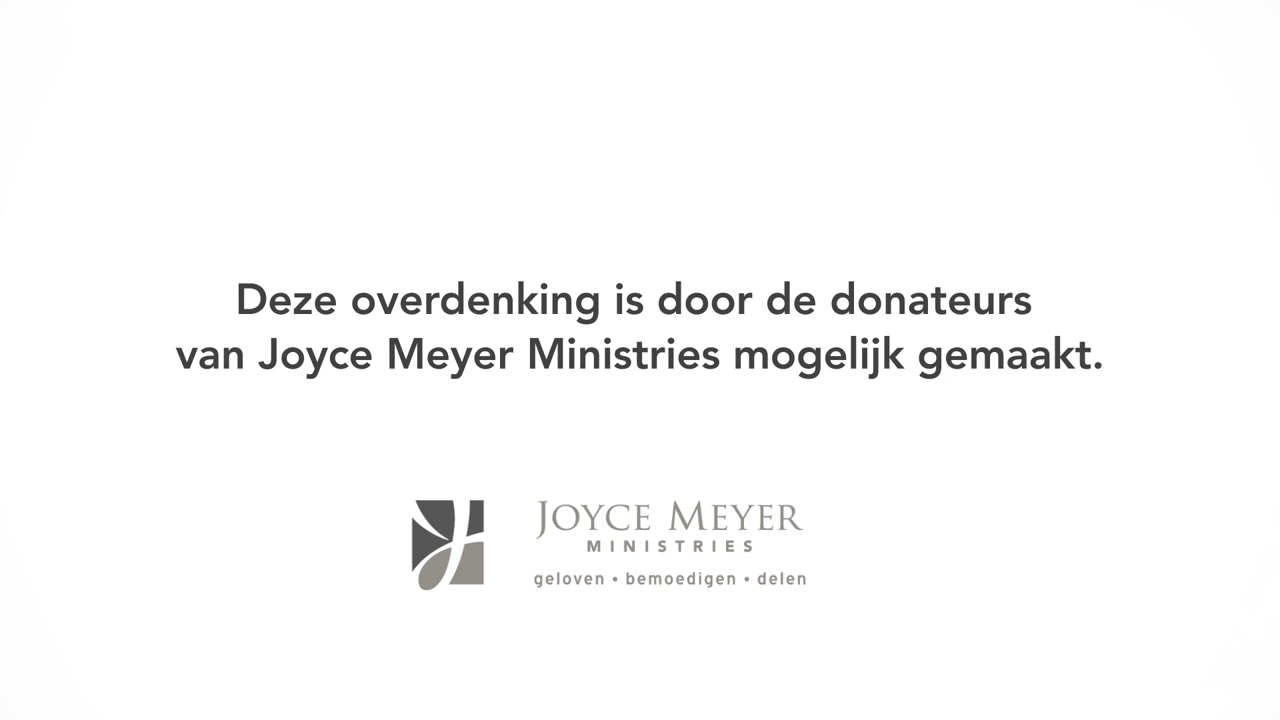 Deze overdenking is door de donateurs
van Joyce Meyer Ministries mogelijk gemaakt.
JOYCE MEYER
MINISTRIES
geloven • bemoedigen • delen